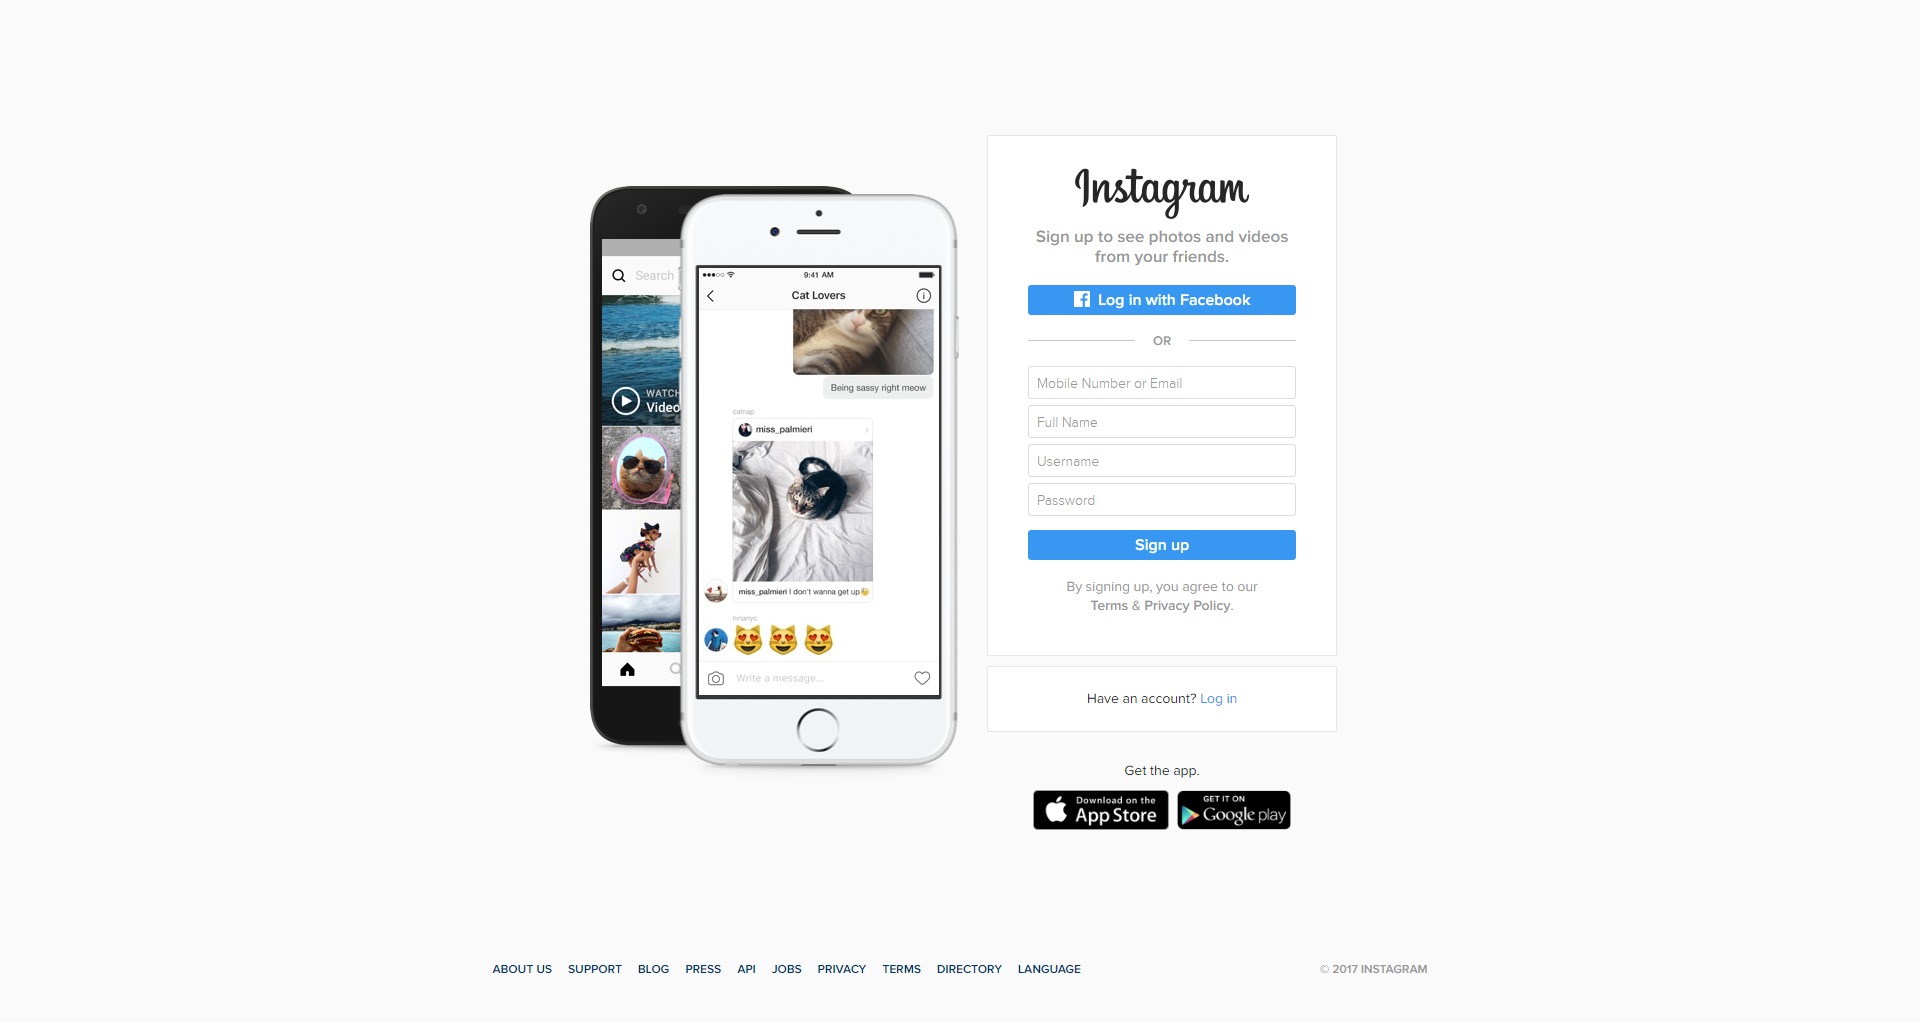 Search
WATCH
Video
9:41 AM
Cat Lovers
Being sassy right meow
catnap
miss_palmieri
miss_palmieri I don't wanna get up
ninanyc
Write a message...
Instagram
Sign up to see photos and videos
from your friends.
Log in with Facebook
OR
Mobile Number or Email
Full Name
Username
Password
Sign up
By signing up, you agree to our
Terms & Privacy Policy.
Have an account? Log in
Get the app.
Download on the
App Store
GET IT ON
Google play
ABOUT US SUPPORT BLOG PRESS API JOBS PRIVACY TERMS DIRECTORY LANGUAGE
© 2017 INSTAGRAM